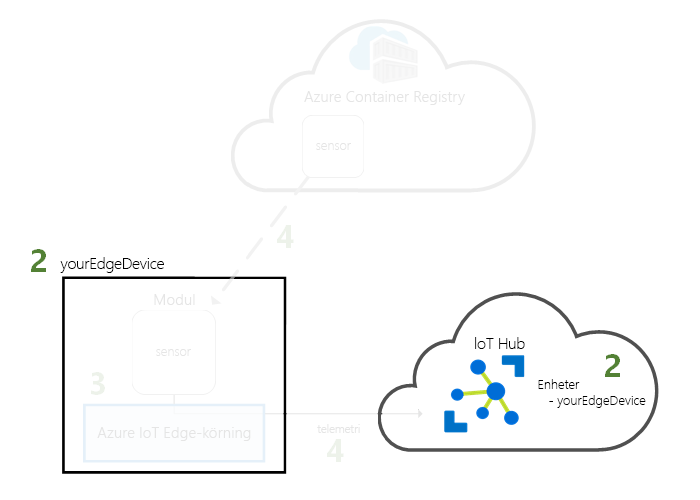 Azure Container Registry
sensor
4
2
yourEdgeDevice
Modul
sensor
3
Azure IoT Edge-körning
telemetri
4
IoT Hub
2
Enheter
- yourEdgeDevice